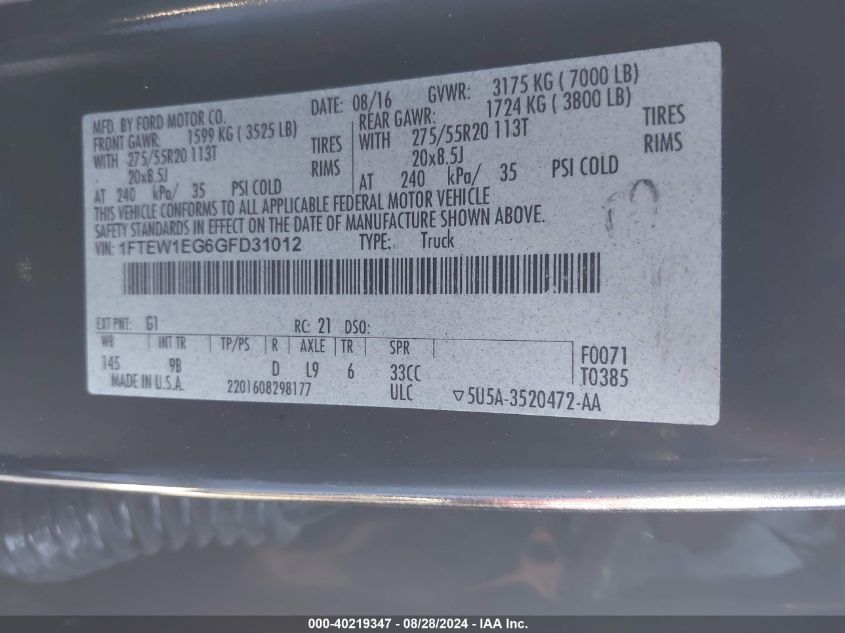 MFD. BY FORD MOTOR CO. DATE: 08/16 GVWR: 3175 KG ( 7000 LB)
FRONT GAWR: 1599 KG ( 3525 LB) REAR GAWR: 1724 KG ( 3800 LB)
WITH 275/55R20 113T TIRES WITH 275/55R20 113T TIRES
20x8.5J RIMS 20x8.5J RIMS
AT 240 kPa/ 35 PSI COLD AT 240 kPa/ 35 PSI COLD
THIS VEHICLE CONFORMS TO ALL APPLICABLE FEDERAL MOTOR VEHICLE
SAFETY STANDARDS IN EFFECT ON THE DATE OF MANUFACTURE SHOWN ABOVE.
VIN: 1FTEW1EG6GFD31012 TYPE: Truck
EXT PNT: G1 RC: 21 DSO:
WB INT TR TP/PS R AXLE TR SPR F0071
145 9B D L9 6 33CC T0385
MADE IN U.S.A. 2201608298177 ULC ▽5U5A-3520472-AA
000-40219347 - 08/28/2024 - IAA Inc.